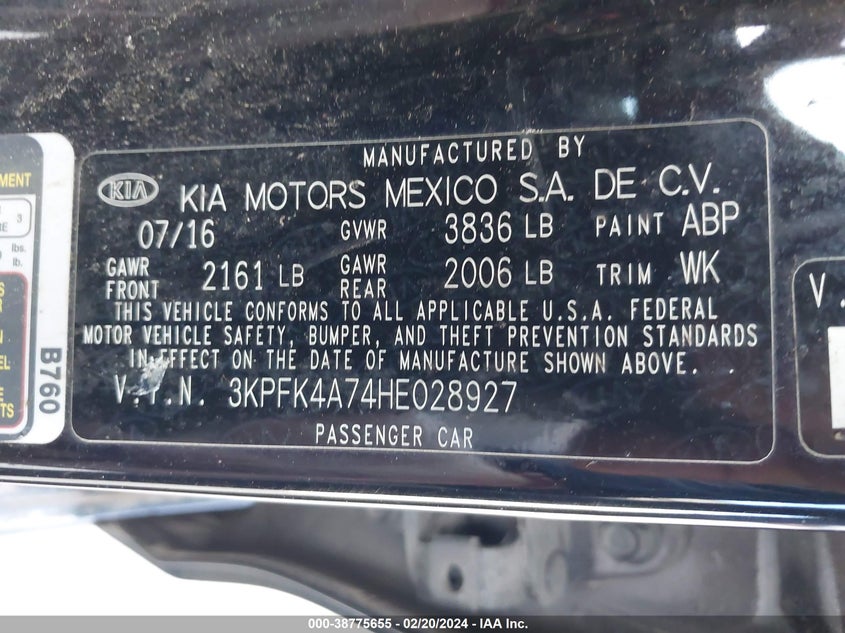 MANUFACTURED BY
KIA KIA MOTORS MEXICO S.A. DE C.V.
07/16 GVWR 3836 LB PAINT ABP
GAWR FRONT 2161 LB GAWR REAR 2006 LB TRIM WK
THIS VEHICLE CONFORMS TO ALL APPLICABLE U.S.A. FEDERAL
MOTOR VEHICLE SAFETY, BUMPER, AND THEFT PREVENTION STANDARDS
IN EFFECT ON THE DATE OF MANUFACTURE SHOWN ABOVE.
V.I.N. 3KPFK4A74HE028927
PASSENGER CAR
B760
3
lbs.
lb.
V.
000-38775655 - 02/20/2024 - IAA Inc.